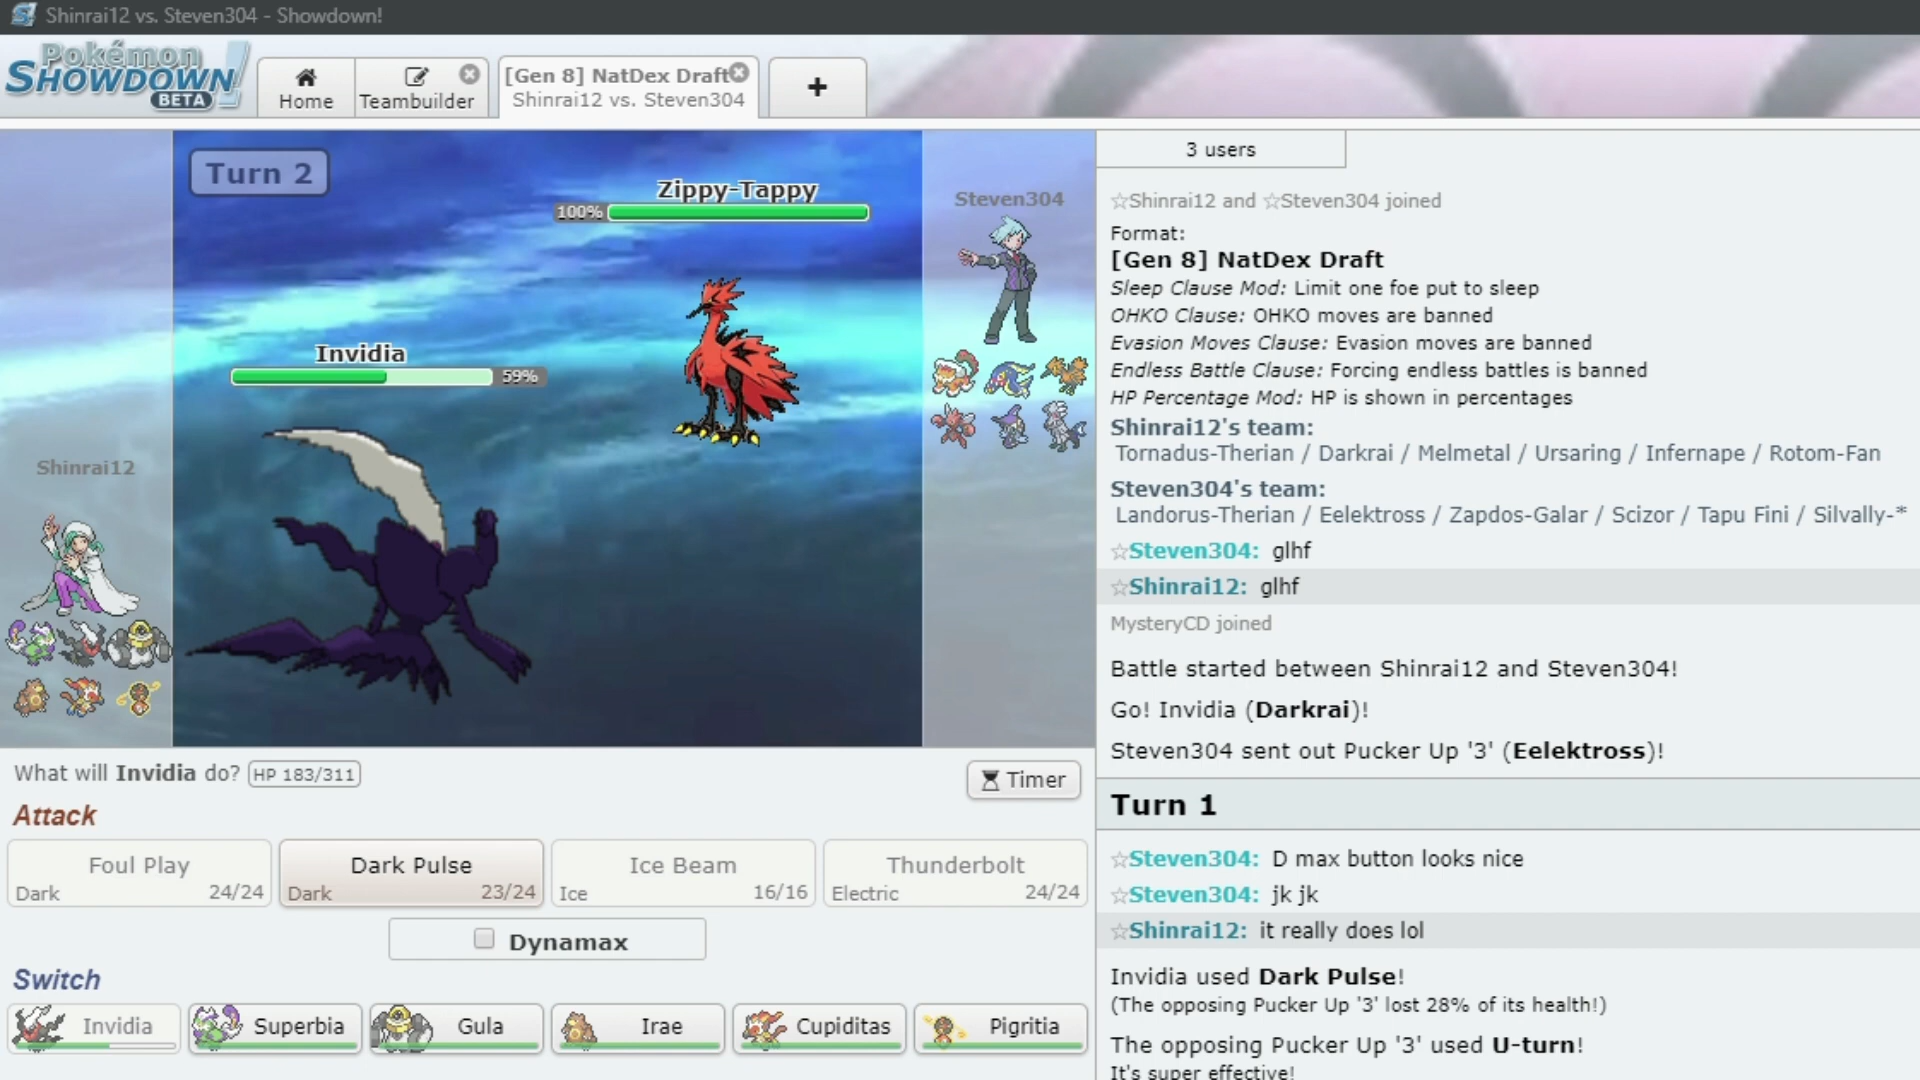 Shinrai12 vs. Steven304 - Showdown!
Pokémon
SHOWDOWN!
BETA
Home
Teambuilder
[Gen 8] NatDex Draft
Shinrai12 vs. Steven304
+
Turn 2
Zippy-Tappy
100%
Steven304
Invidia
59%
Shinrai12
What will Invidia do? HP 183/311
Timer
Attack
Foul Play
Dark 24/24
Dark Pulse
Dark 23/24
Ice Beam
Ice 16/16
Thunderbolt
Electric 24/24
Dynamax
Switch
Invidia
Superbia
Gula
Irae
Cupiditas
Pigritia
3 users
☆Shinrai12 and ☆Steven304 joined
Format:
[Gen 8] NatDex Draft
Sleep Clause Mod: Limit one foe put to sleep
OHKO Clause: OHKO moves are banned
Evasion Moves Clause: Evasion moves are banned
Endless Battle Clause: Forcing endless battles is banned
HP Percentage Mod: HP is shown in percentages
Shinrai12's team:
Tornadus-Therian / Darkrai / Melmetal / Ursaring / Infernape / Rotom-Fan
Steven304's team:
Landorus-Therian / Eelektross / Zapdos-Galar / Scizor / Tapu Fini / Silvally-*
☆Steven304: glhf
☆Shinrai12: glhf
MysteryCD joined
Battle started between Shinrai12 and Steven304!
Go! Invidia (Darkrai)!
Steven304 sent out Pucker Up '3' (Eelektross)!
Turn 1
☆Steven304: D max button looks nice
☆Steven304: jk jk
☆Shinrai12: it really does lol
Invidia used Dark Pulse!
(The opposing Pucker Up '3' lost 28% of its health!)
The opposing Pucker Up '3' used U-turn!
It's super effective!